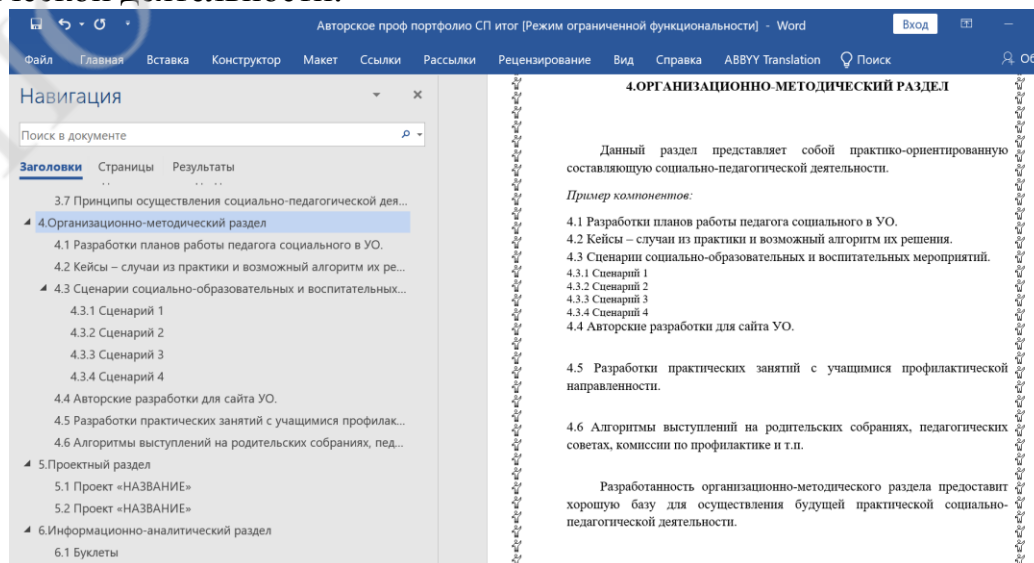 ческой деятельности.
Авторское проф портфолио СП итог [Режим ограниченной функциональности] - Word
Вход
Файл Главная Вставка Конструктор Макет Ссылки Рассылки Рецензирование Вид Справка ABBYY Translation Поиск Об
Навигация
Поиск в документе
Заголовки Страницы Результаты
3.7 Принципы осуществления социально-педагогической дея...
4.Организационно-методический раздел
4.1 Разработки планов работы педагога социального в УО.
4.2 Кейсы – случаи из практики и возможный алгоритм их ре...
4.3 Сценарии социально-образовательных и воспитательных...
4.3.1 Сценарий 1
4.3.2 Сценарий 2
4.3.3 Сценарий 3
4.3.4 Сценарий 4
4.4 Авторские разработки для сайта УО.
4.5 Разработки практических занятий с учащимися профилак...
4.6 Алгоритмы выступлений на родительских собраниях, пед...
5.Проектный раздел
5.1 Проект «НАЗВАНИЕ»
5.2 Проект «НАЗВАНИЕ»
6.Информационно-аналитический раздел
6.1 Буклеты
4.ОРГАНИЗАЦИОННО-МЕТОДИЧЕСКИЙ РАЗДЕЛ
Данный раздел представляет собой практико-ориентированную
составляющую социально-педагогической деятельности.
Пример компонентов:
4.1 Разработки планов работы педагога социального в УО.
4.2 Кейсы – случаи из практики и возможный алгоритм их решения.
4.3 Сценарии социально-образовательных и воспитательных мероприятий.
4.3.1 Сценарий 1
4.3.2 Сценарий 2
4.3.3 Сценарий 3
4.3.4 Сценарий 4
4.4 Авторские разработки для сайта УО.
4.5 Разработки практических занятий с учащимися профилактической
направленности.
4.6 Алгоритмы выступлений на родительских собраниях, педагогических
советах, комиссии по профилактике и т.п.
Разработанность организационно-методического раздела предоставит
хорошую базу для осуществления будущей практической социально-
педагогической деятельности.